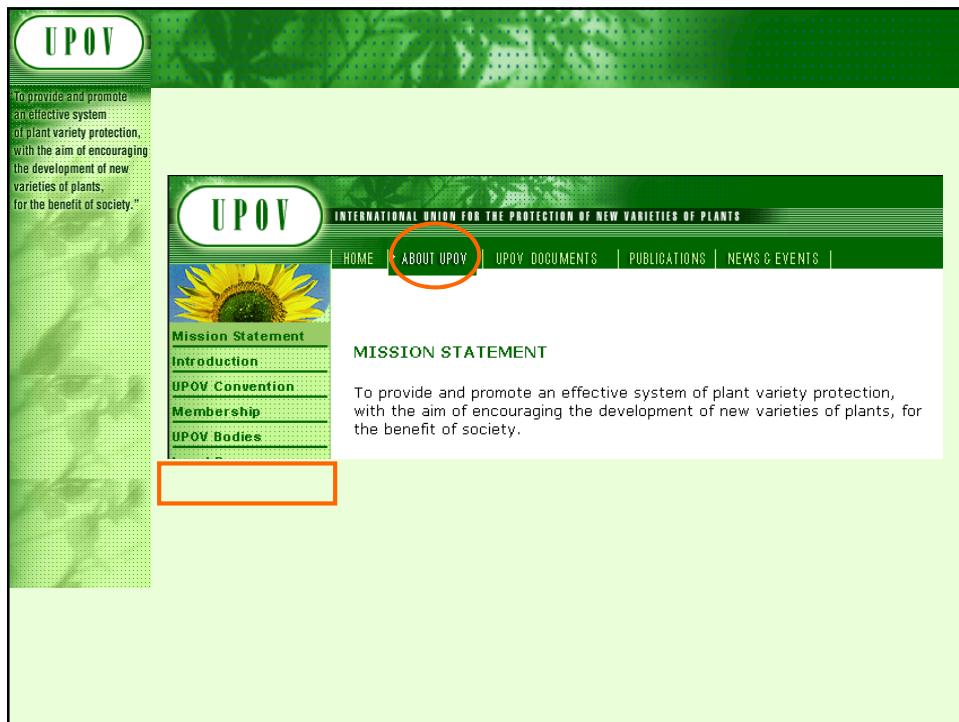 UPOV
To provide and promote
an effective system
of plant variety protection,
with the aim of encouraging
the development of new
varieties of plants,
for the benefit of society."
UPOV
INTERNATIONAL UNION FOR THE PROTECTION OF NEW VARIETIES OF PLANTS
HOME ABOUT UPOV UPOV DOCUMENTS PUBLICATIONS NEWS & EVENTS
Mission Statement
Introduction
UPOV Convention
Membership
UPOV Bodies
MISSION STATEMENT
To provide and promote an effective system of plant variety protection,
with the aim of encouraging the development of new varieties of plants, for
the benefit of society.